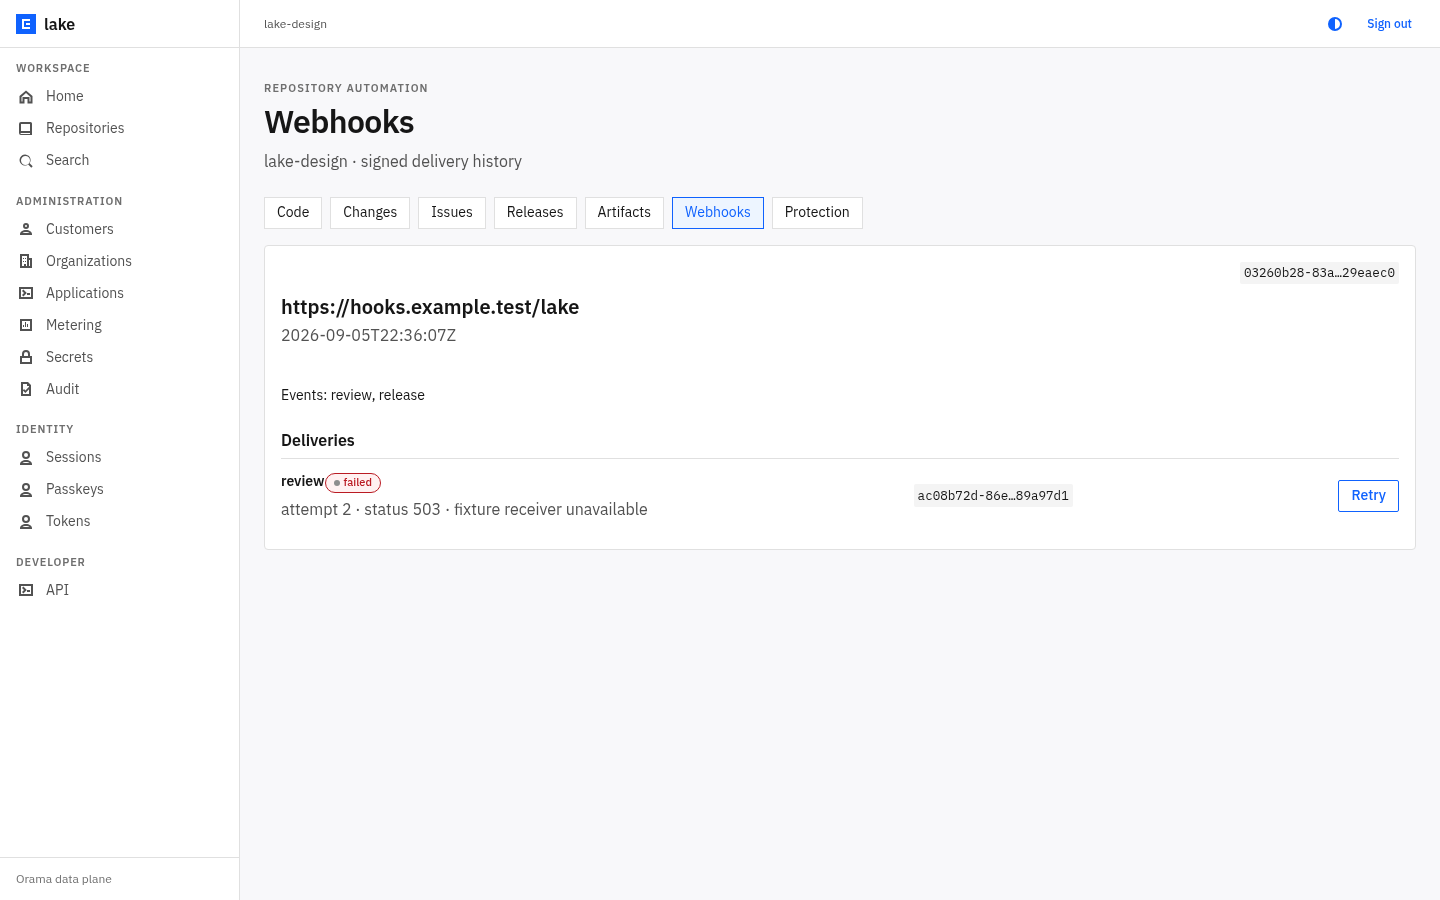 lake
lake-design
Sign out
WORKSPACE
Home
Repositories
Search
ADMINISTRATION
Customers
Organizations
Applications
Metering
Secrets
Audit
IDENTITY
Sessions
Passkeys
Tokens
DEVELOPER
API
Orama data plane
REPOSITORY AUTOMATION
Webhooks
lake-design · signed delivery history
Code
Changes
Issues
Releases
Artifacts
Webhooks
Protection
03260b28-83a…29eaec0
https://hooks.example.test/lake
2026-09-05T22:36:07Z
Events: review, release
Deliveries
review failed
attempt 2 · status 503 · fixture receiver unavailable
ac08b72d-86e…89a97d1
Retry